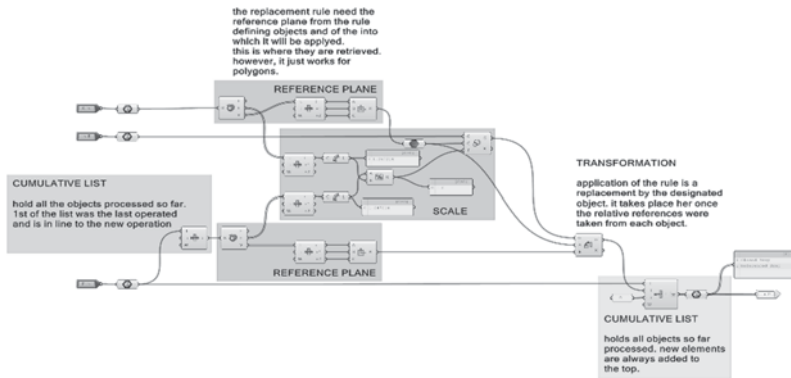 the replacement rule need the
reference plane from the rule
defining objects and of the into
which it will be applyed.
this is where they are retrieved.
however, it just works for
polygons.
REFERENCE PLANE
CUMULATIVE LIST
hold all the objects processed so far.
1st of the list was the last operated
and is in line to the new operation
SCALE
REFERENCE PLANE
TRANSFORMATION
application of the rule is a
replacement by the designated
object. it takes place her once
the relative references were
taken from each object.
CUMULATIVE LIST
holds all objects so far
processed. new elements
are always added to
the top.